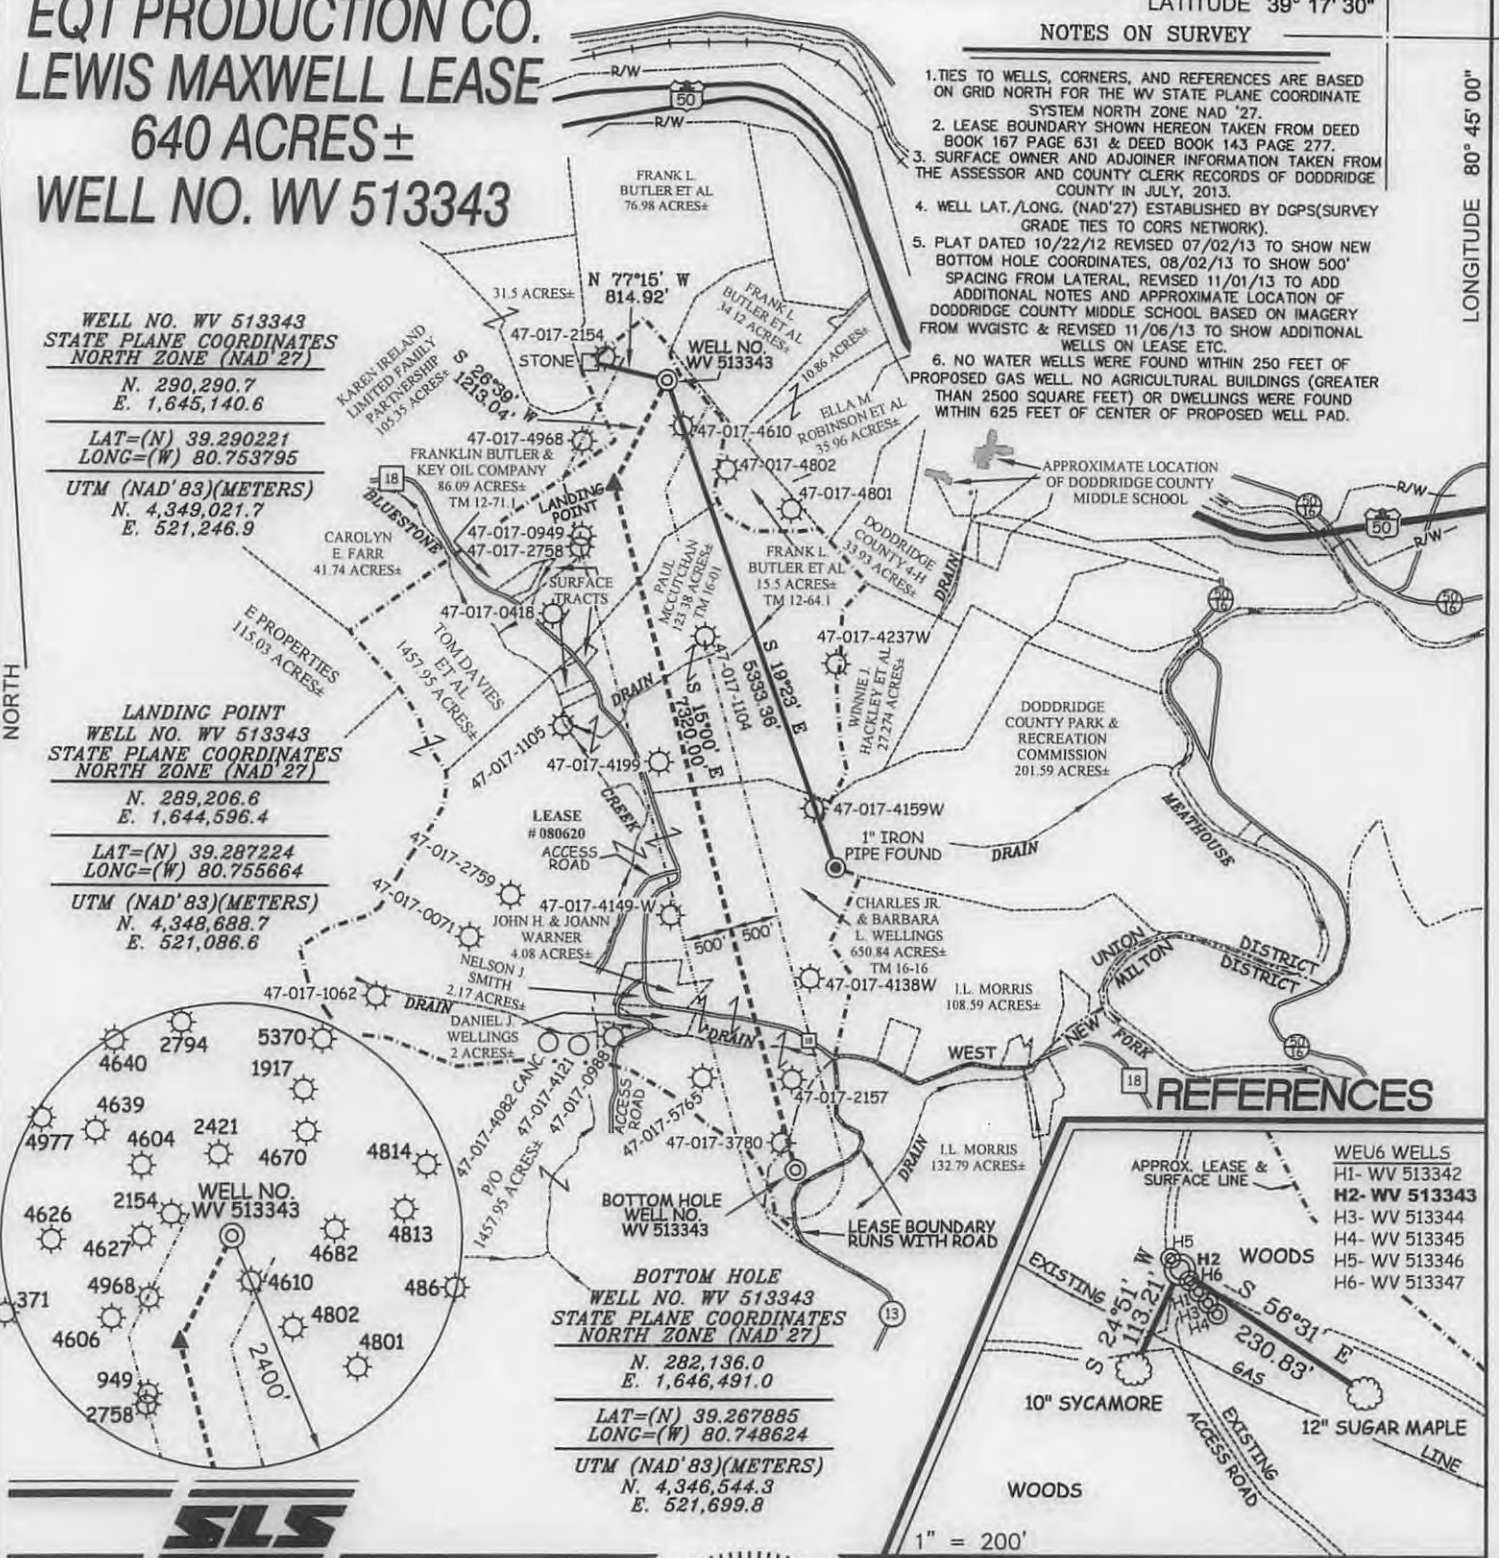 EQT PRODUCTION CO.
LEWIS MAXWELL LEASE
640 ACRES±
WELL NO. WV 513343
LATITUDE 39° 17' 30"
LONGITUDE 80° 45' 00"
NORTH
NOTES ON SURVEY
1.TIES TO WELLS, CORNERS, AND REFERENCES ARE BASED
ON GRID NORTH FOR THE WV STATE PLANE COORDINATE
SYSTEM NORTH ZONE NAD '27.
2. LEASE BOUNDARY SHOWN HEREON TAKEN FROM DEED
BOOK 167 PAGE 631 & DEED BOOK 143 PAGE 277.
3. SURFACE OWNER AND ADJOINER INFORMATION TAKEN FROM
THE ASSESSOR AND COUNTY CLERK RECORDS OF DODDRIDGE
COUNTY IN JULY, 2013.
4. WELL LAT./LONG. (NAD'27) ESTABLISHED BY DGPS(SURVEY
GRADE TIES TO CORS NETWORK).
5. PLAT DATED 10/22/12 REVISED 07/02/13 TO SHOW NEW
BOTTOM HOLE COORDINATES, 08/02/13 TO SHOW 500'
SPACING FROM LATERAL, REVISED 11/01/13 TO ADD
ADDITIONAL NOTES AND APPROXIMATE LOCATION OF
DODDRIDGE COUNTY MIDDLE SCHOOL BASED ON IMAGERY
FROM WVGISTC & REVISED 11/06/13 TO SHOW ADDITIONAL
WELLS ON LEASE ETC.
6. NO WATER WELLS WERE FOUND WITHIN 250 FEET OF
PROPOSED GAS WELL. NO AGRICULTURAL BUILDINGS (GREATER
THAN 2500 SQUARE FEET) OR DWELLINGS WERE FOUND
WITHIN 625 FEET OF CENTER OF PROPOSED WELL PAD.
WELL NO. WV 513343
STATE PLANE COORDINATES
NORTH ZONE (NAD'27)
N. 290,290.7
E. 1,645,140.6
LAT=(N) 39.290221
LONG=(W) 80.753795
UTM (NAD'83)(METERS)
N. 4,349,021.7
E. 521,246.9
LANDING POINT
WELL NO. WV 513343
STATE PLANE COORDINATES
NORTH ZONE (NAD'27)
N. 289,206.6
E. 1,644,596.4
LAT=(N) 39.287224
LONG=(W) 80.755664
UTM (NAD'83)(METERS)
N. 4,348,688.7
E. 521,086.6
R/W
50
R/W
FRANK L.
BUTLER ET AL
76.98 ACRES±
31.5 ACRES±
N 77°15' W
814.92'
FRANK L.
BUTLER ET AL
34.12 ACRES±
10.86 ACRES±
47-017-2154
STONE
WELL NO.
WV 513343
KAREN IRELAND
LIMITED FAMILY
PARTNERSHIP
105.35 ACRES±
S 26°39' W
1213.04'
ELLA M.
ROBINSON ET AL
35.96 ACRES±
47-017-4968
47-017-4610
FRANKLIN BUTLER &
KEY OIL COMPANY
86.09 ACRES±
TM 12-71.1
47-017-4802
47-017-4801
18
BLUESTONE
CREEK
LANDING
POINT
47-017-0949
47-017-2758
CAROLYN
E. FARR
41.74 ACRES±
SURFACE
TRACTS
47-017-0418
PAUL
MCCUTCHAN
123.38 ACRES±
TM 16-01
FRANK L.
BUTLER ET AL
15.5 ACRES±
TM 12-64.1
DODDRIDGE
COUNTY 4-H
33.93 ACRES±
DRAIN
APPROXIMATE LOCATION
OF DODDRIDGE COUNTY
MIDDLE SCHOOL
50
16
R/W
50
R/W
50
16
50
16
E PROPERTIES
115.03 ACRES±
TOM DAVIES
ET AL
1457.95 ACRES±
DRAIN
47-017-1104
S 19°23' E
5333.36'
S 15°00' E
7320.00'
47-017-4237W
WINNIE J.
HACKLEY ET AL
27.274 ACRES±
DODDRIDGE
COUNTY PARK &
RECREATION
COMMISSION
201.59 ACRES±
47-017-1105
47-017-4199
47-017-4159W
1" IRON
PIPE FOUND
DRAIN
MEATHOUSE
FORK
LEASE
# 080620
ACCESS
ROAD
47-017-2759
47-017-0071
47-017-4149-W
JOHN H. & JOANN
WARNER
4.08 ACRES±
500' 500'
CHARLES JR.
& BARBARA
L. WELLINGS
650.84 ACRES±
TM 16-16
NELSON J.
SMITH
2.17 ACRES±
47-017-1062
DRAIN
47-017-4138W
I.L. MORRIS
108.59 ACRES±
UNION DISTRICT
MILTON DISTRICT
DANIEL J.
WELLINGS
2 ACRES±
DRAIN
18
WEST
NEW
50
16
18
47-017-4082 CANC.
47-017-4121
47-017-0988
ACCESS
ROAD
47-017-5765
47-017-2157
47-017-3780
P/O
1457.95 ACRES±
DRAIN
I.L. MORRIS
132.79 ACRES±
BOTTOM HOLE
WELL NO.
WV 513343
LEASE BOUNDARY
RUNS WITH ROAD
13
BOTTOM HOLE
WELL NO. WV 513343
STATE PLANE COORDINATES
NORTH ZONE (NAD'27)
N. 282,136.0
E. 1,646,491.0
LAT=(N) 39.267885
LONG=(W) 80.748624
UTM (NAD'83)(METERS)
N. 4,346,544.3
E. 521,699.8
4640
2794
5370
1917
4639
4977
4604
2421
4670
4814
2154
WELL NO.
WV 513343
4626
4627
4682
4813
4968
4610
486
371
4606
4802
4801
949
2758
2400'
SLS
REFERENCES
APPROX. LEASE &
SURFACE LINE
WEU6 WELLS
H1- WV 513342
H2- WV 513343
H3- WV 513344
H4- WV 513345
H5- WV 513346
H6- WV 513347
H5
H2
H6
H1
H3
H4
WOODS
EXISTING
GAS
LINE
S 24°51' W
113.21'
S 56°31' E
230.83'
10" SYCAMORE
12" SUGAR MAPLE
EXISTING
ACCESS ROAD
WOODS
1" = 200'